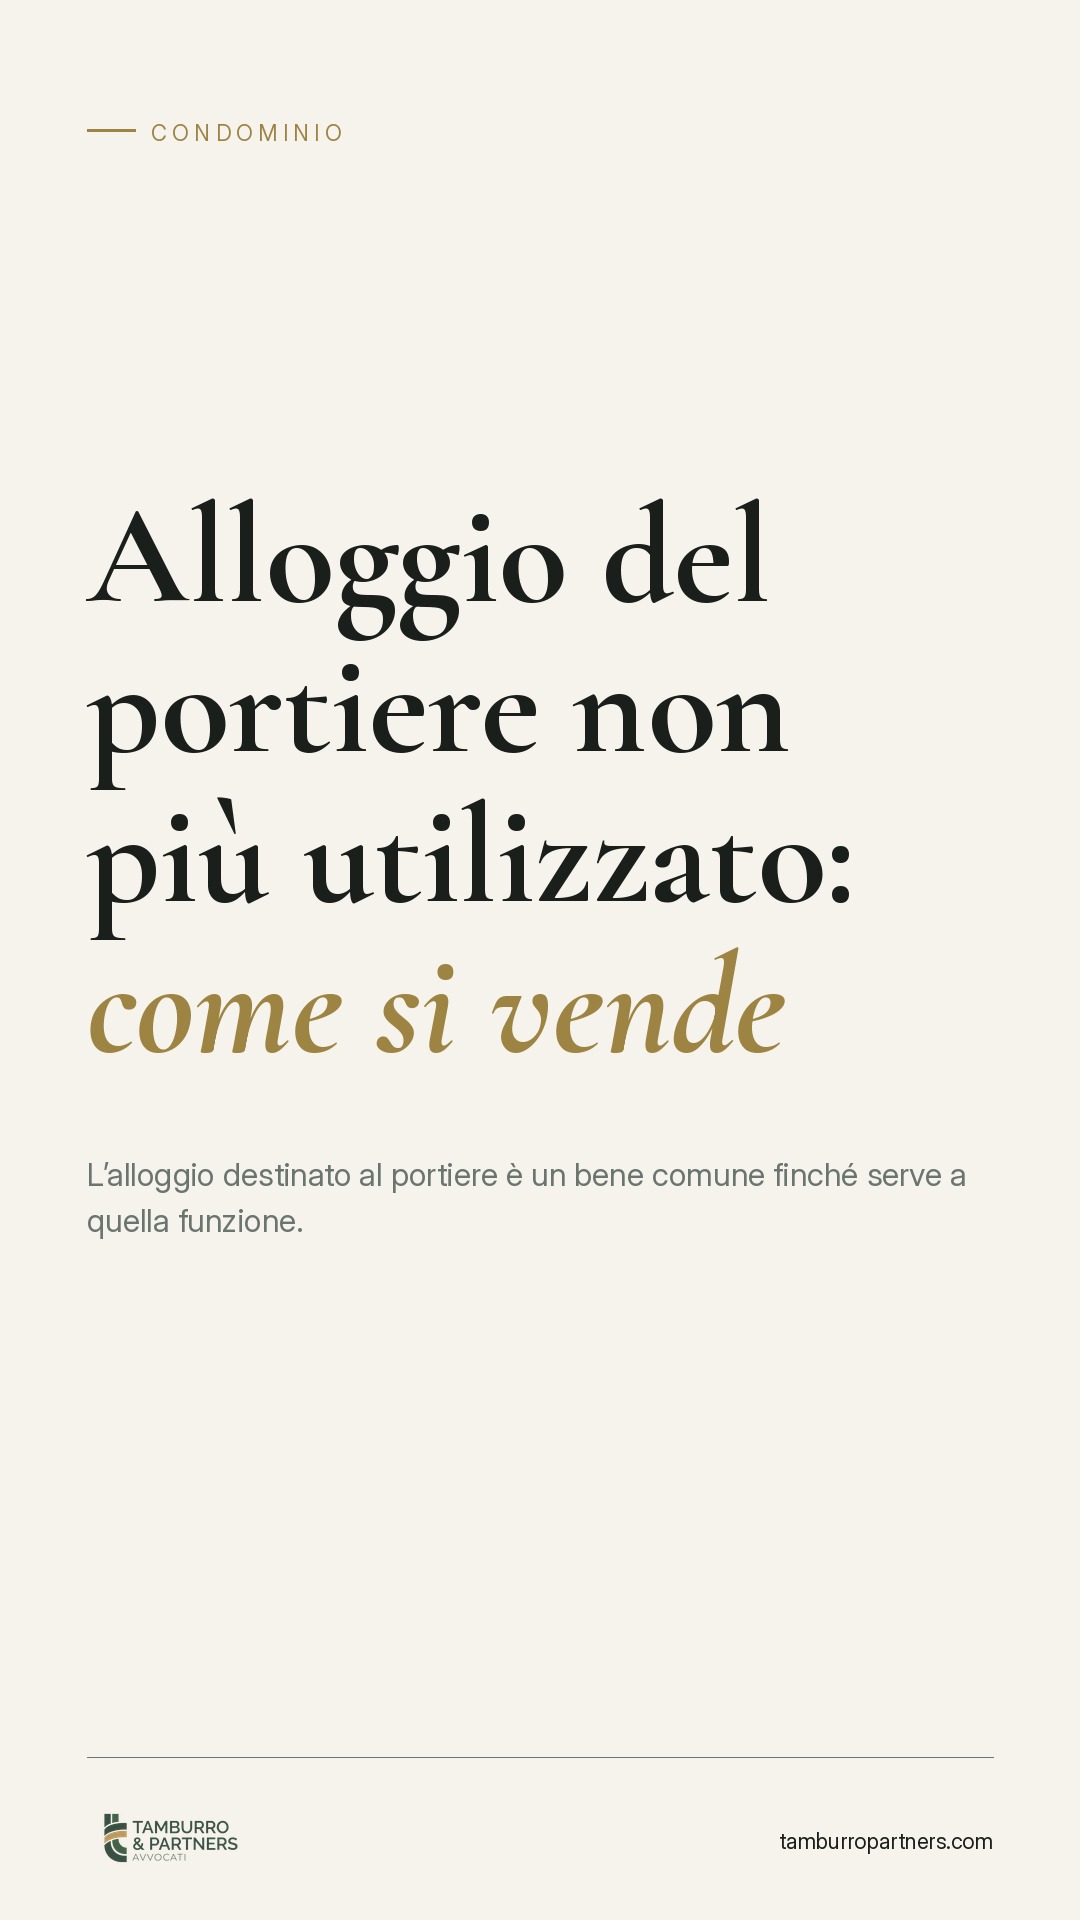 CONDOMINIO
Alloggio del
portiere non
più utilizzato:
come si vende
L’alloggio destinato al portiere è un bene comune finché serve a
quella funzione.
TAMBURRO
& PARTNERS
AVVOCATI
tamburropartners.com